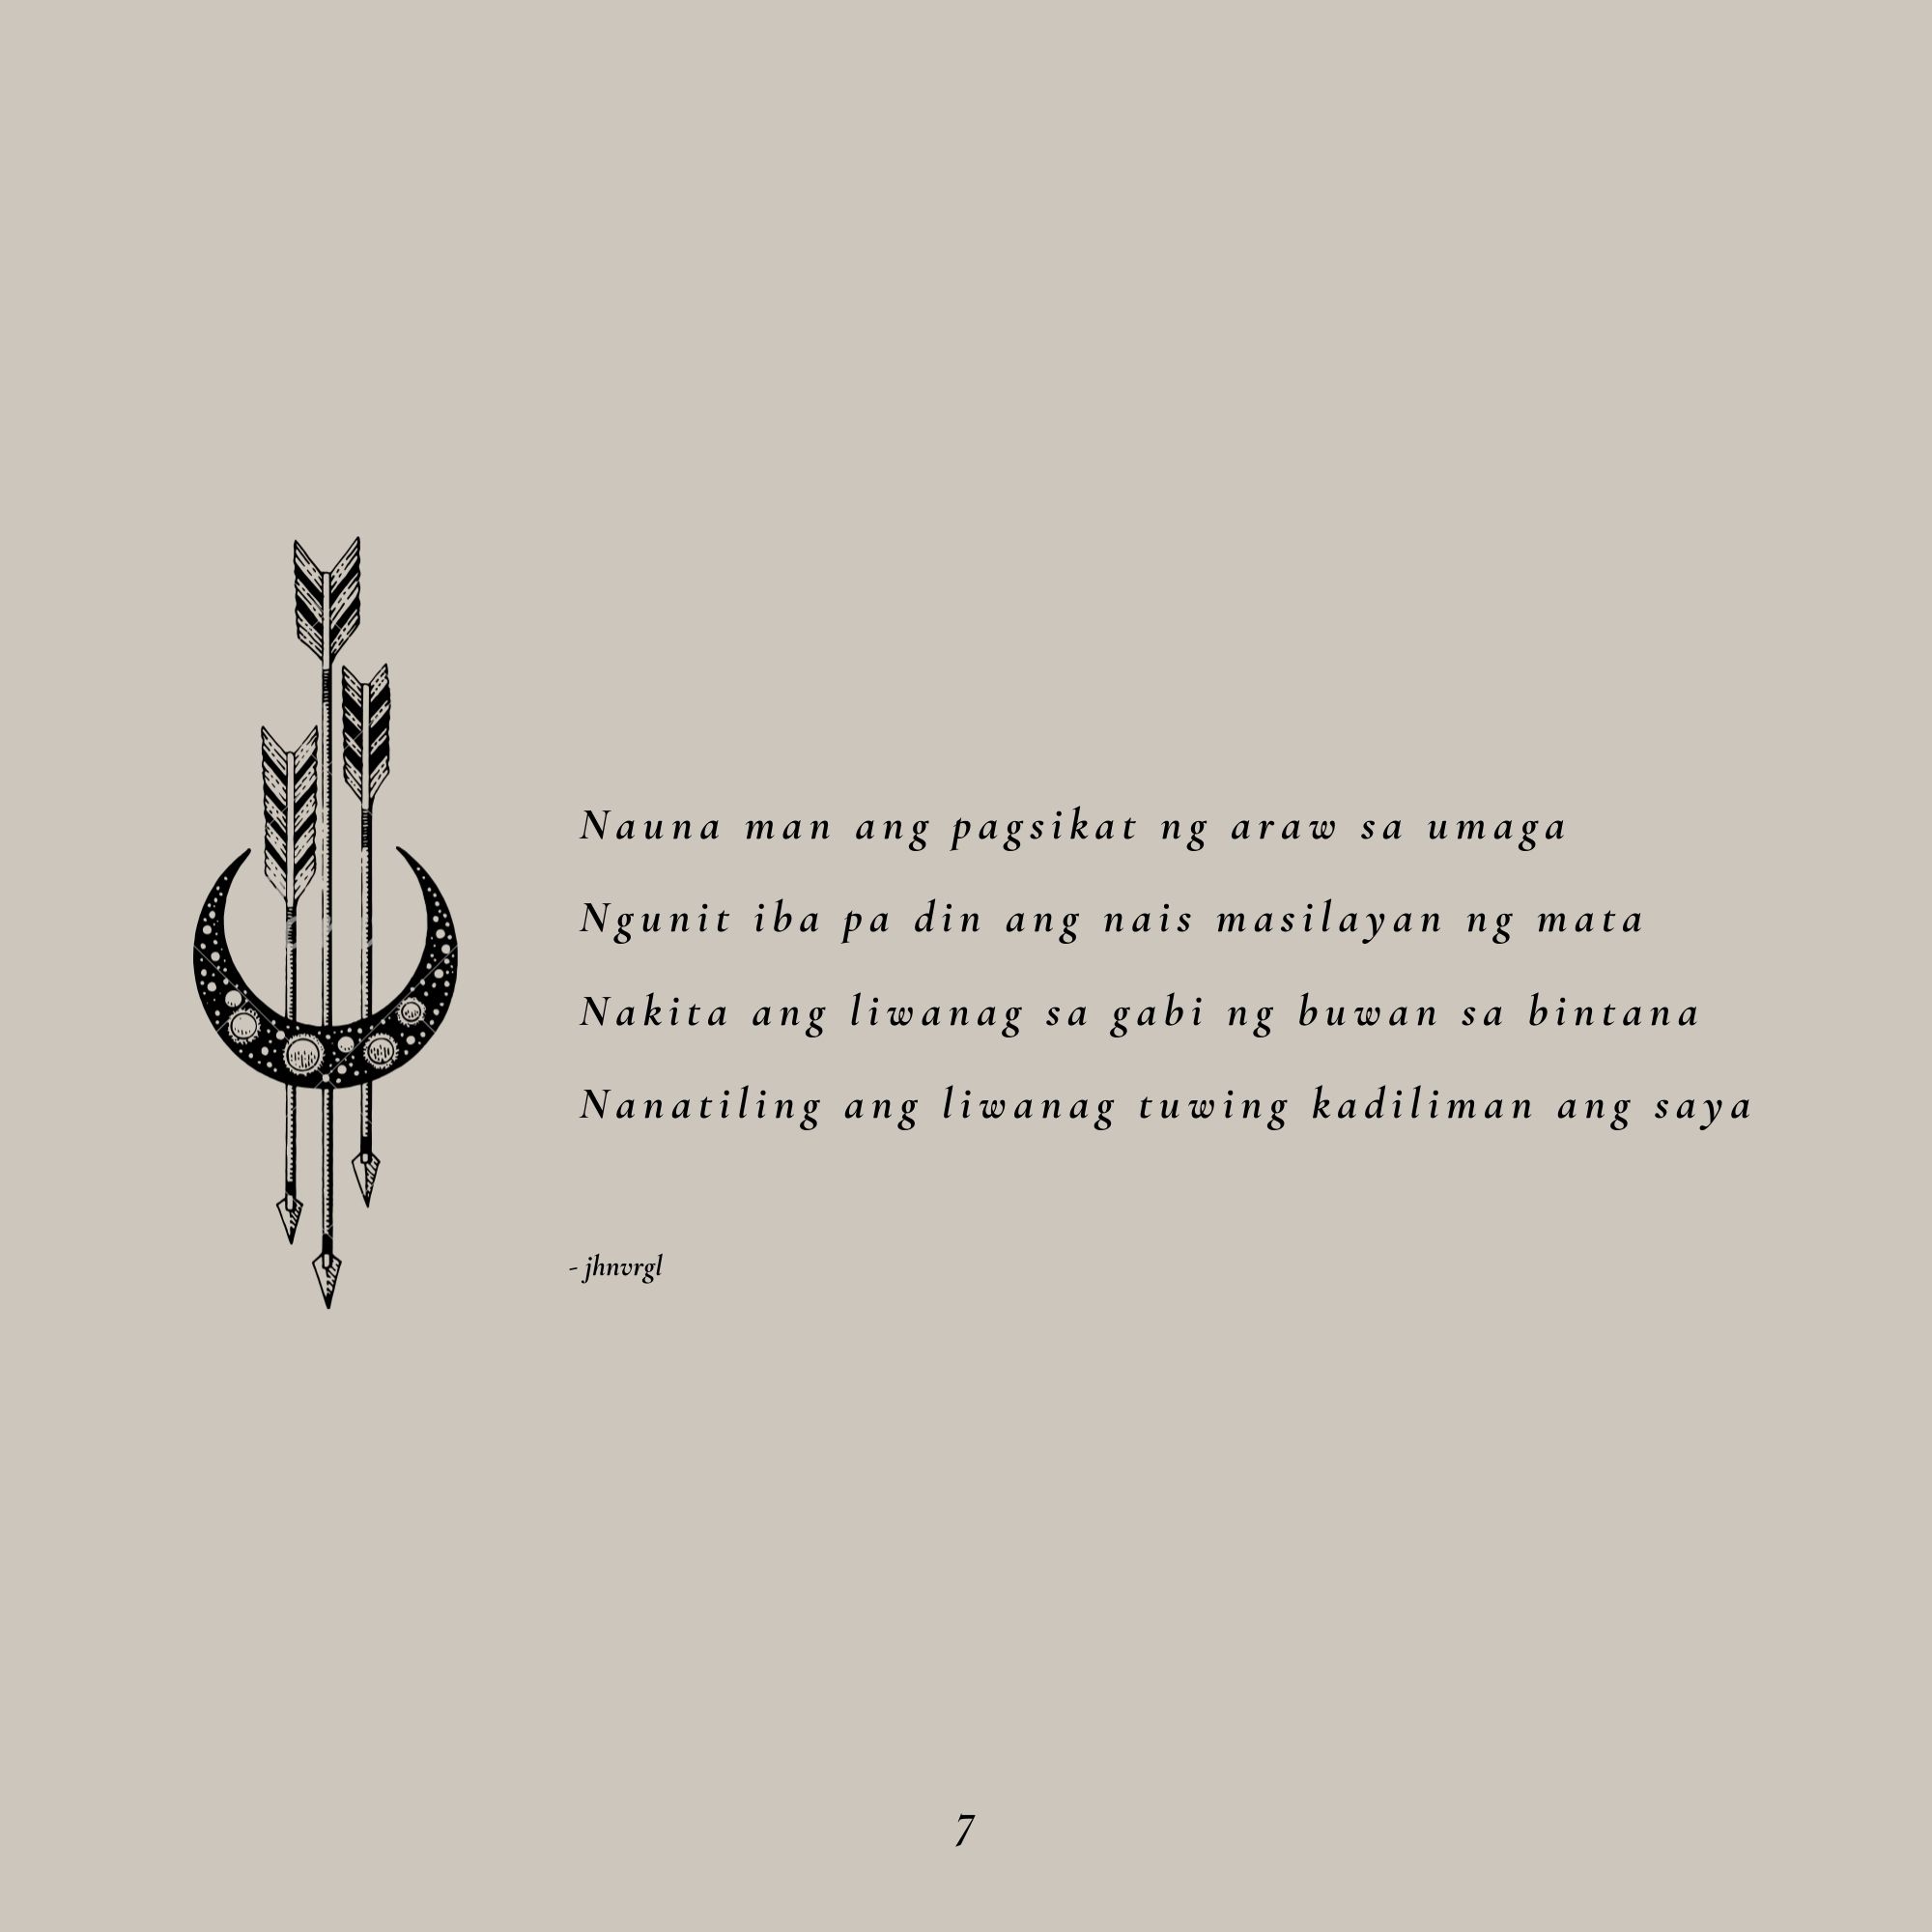 Nauna man ang pagsikat ng araw sa umaga
Ngunit iba pa din ang nais masilayan ng mata
Nakita ang liwanag sa gabi ng buwan sa bintana
Nanatiling ang liwanag tuwing kadiliman ang saya
- jhnvrgl
7